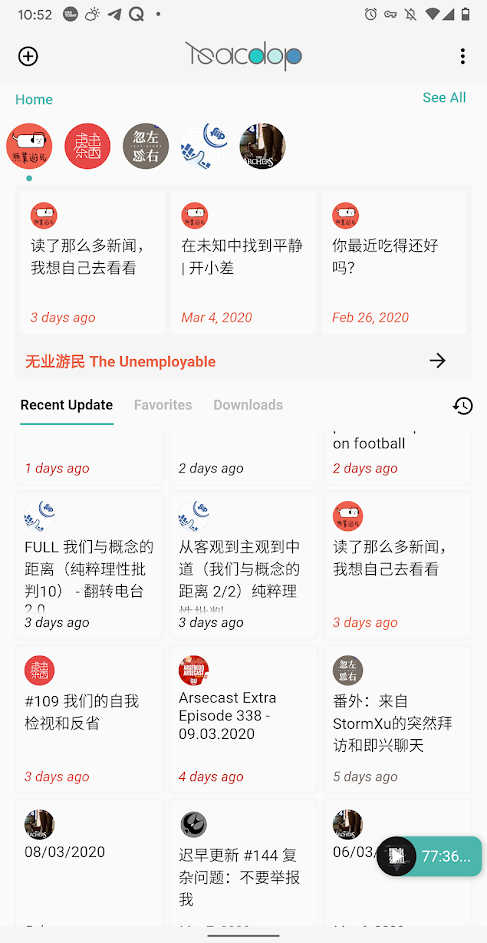 10:52
Home
See All
读了那么多新闻，
我想自己去看看
3 days ago
在未知中找到平静
| 开小差
Mar 4, 2020
你最近吃得还好
吗？
Feb 26, 2020
无业游民 The Unemployable
Recent Update
Favorites
Downloads
on football
1 days ago
2 days ago
2 days ago
FULL 我们与概念的
距离（纯粹理性批
判10） - 翻转电台
2.0
3 days ago
从客观到主观到中
道（我们与概念的
距离 2/2）纯粹理
性批判
3 days ago
读了那么多新闻，
我想自己去看看
3 days ago
#109 我们的自我
检视和反省
3 days ago
Arsecast Extra
Episode 338 -
09.03.2020
4 days ago
忽左
忽右
番外：来自
StormXu的突然拜
访和即兴聊天
5 days ago
08/03/2020
迟早更新 #144 复
杂问题：不要举报
我
06/03/
77:36...